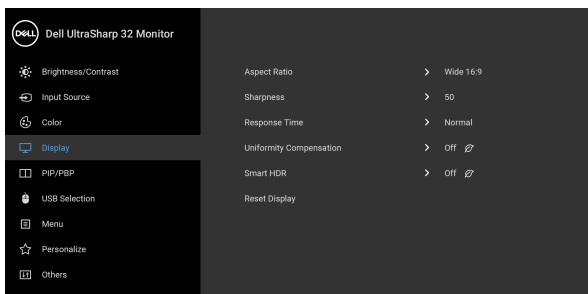 DELL Dell UltraSharp 32 Monitor
Brightness/Contrast
Aspect Ratio Wide 16:9
Input Source
Sharpness 50
Color
Response Time Normal
Display
Uniformity Compensation Off
PIP/PBP
Smart HDR Off
USB Selection
Reset Display
Menu
Personalize
Others